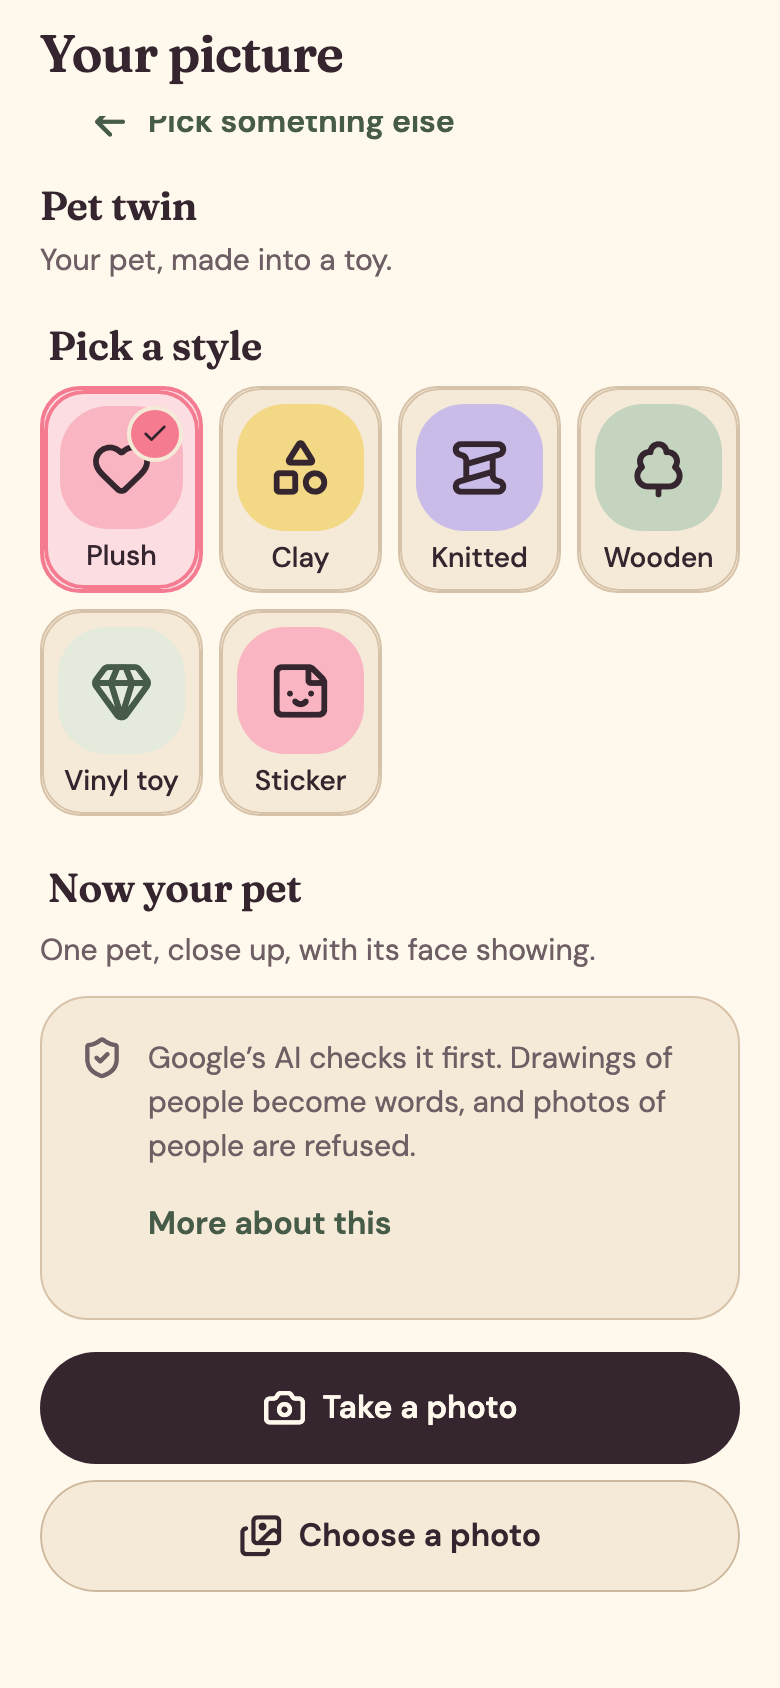 Your picture
Pick something else
Pet twin
Your pet, made into a toy.
Pick a style
Plush
Clay
Knitted
Wooden
Vinyl toy
Sticker
Now your pet
One pet, close up, with its face showing.
Google’s AI checks it first. Drawings of
people become words, and photos of
people are refused.
More about this
Take a photo
Choose a photo